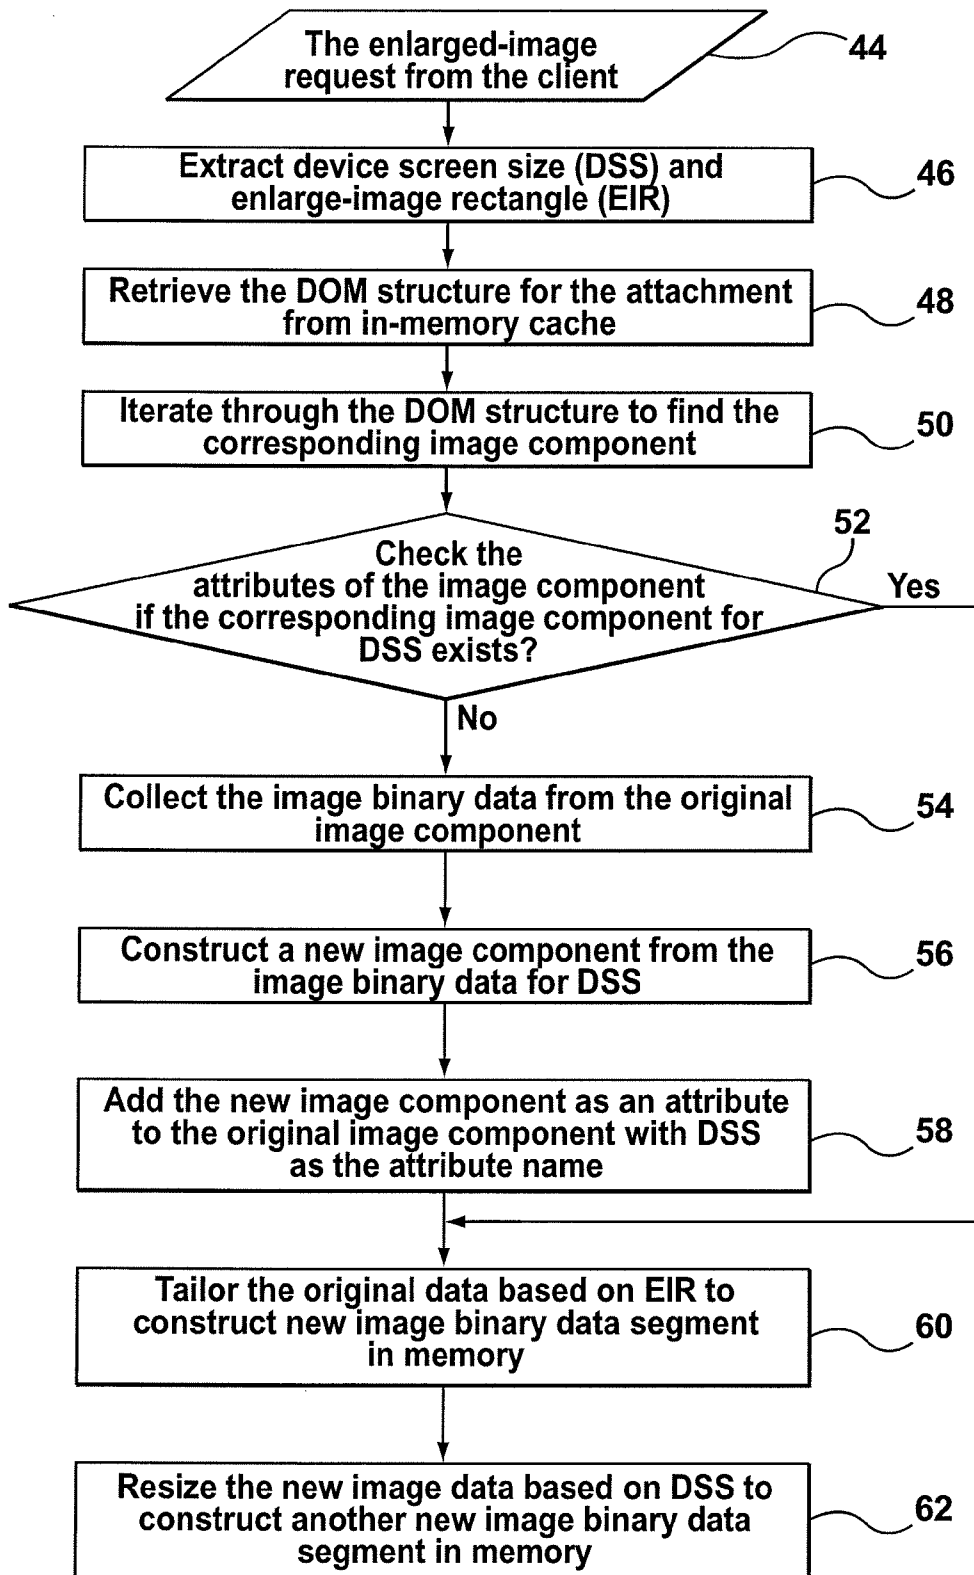 The enlarged-image
request from the client
44
Extract device screen size (DSS) and
enlarge-image rectangle (EIR)
46
Retrieve the DOM structure for the attachment
from in-memory cache
48
Iterate through the DOM structure to find the
corresponding image component
50
Check the
attributes of the image component
if the corresponding image component for
DSS exists?
52
Yes
No
Collect the image binary data from the original
image component
54
Construct a new image component from the
image binary data for DSS
56
Add the new image component as an attribute
to the original image component with DSS
as the attribute name
58
Tailor the original data based on EIR to
construct new image binary data segment
in memory
60
Resize the new image data based on DSS to
construct another new image binary data
segment in memory
62